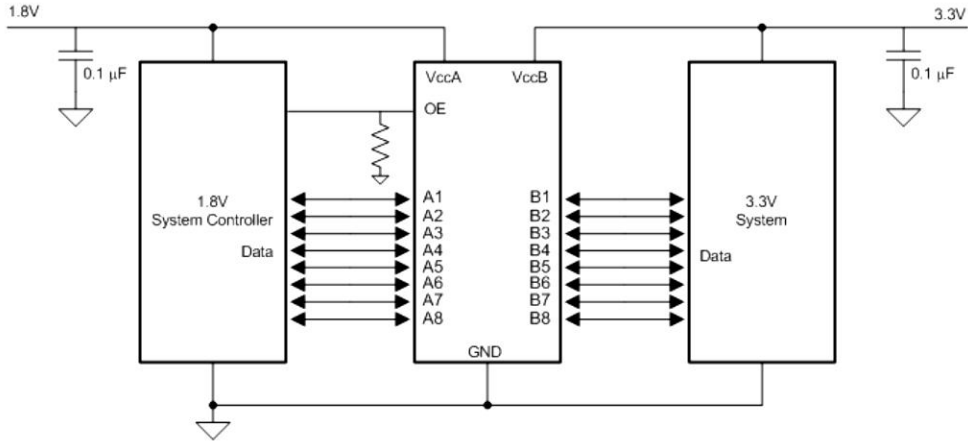 1.8V
3.3V
0.1 µF
0.1 µF
VccA
VccB
OE
1.8V
System Controller
Data
A1
A2
A3
A4
A5
A6
A7
A8
B1
B2
B3
B4
B5
B6
B7
B8
3.3V
System
Data
GND